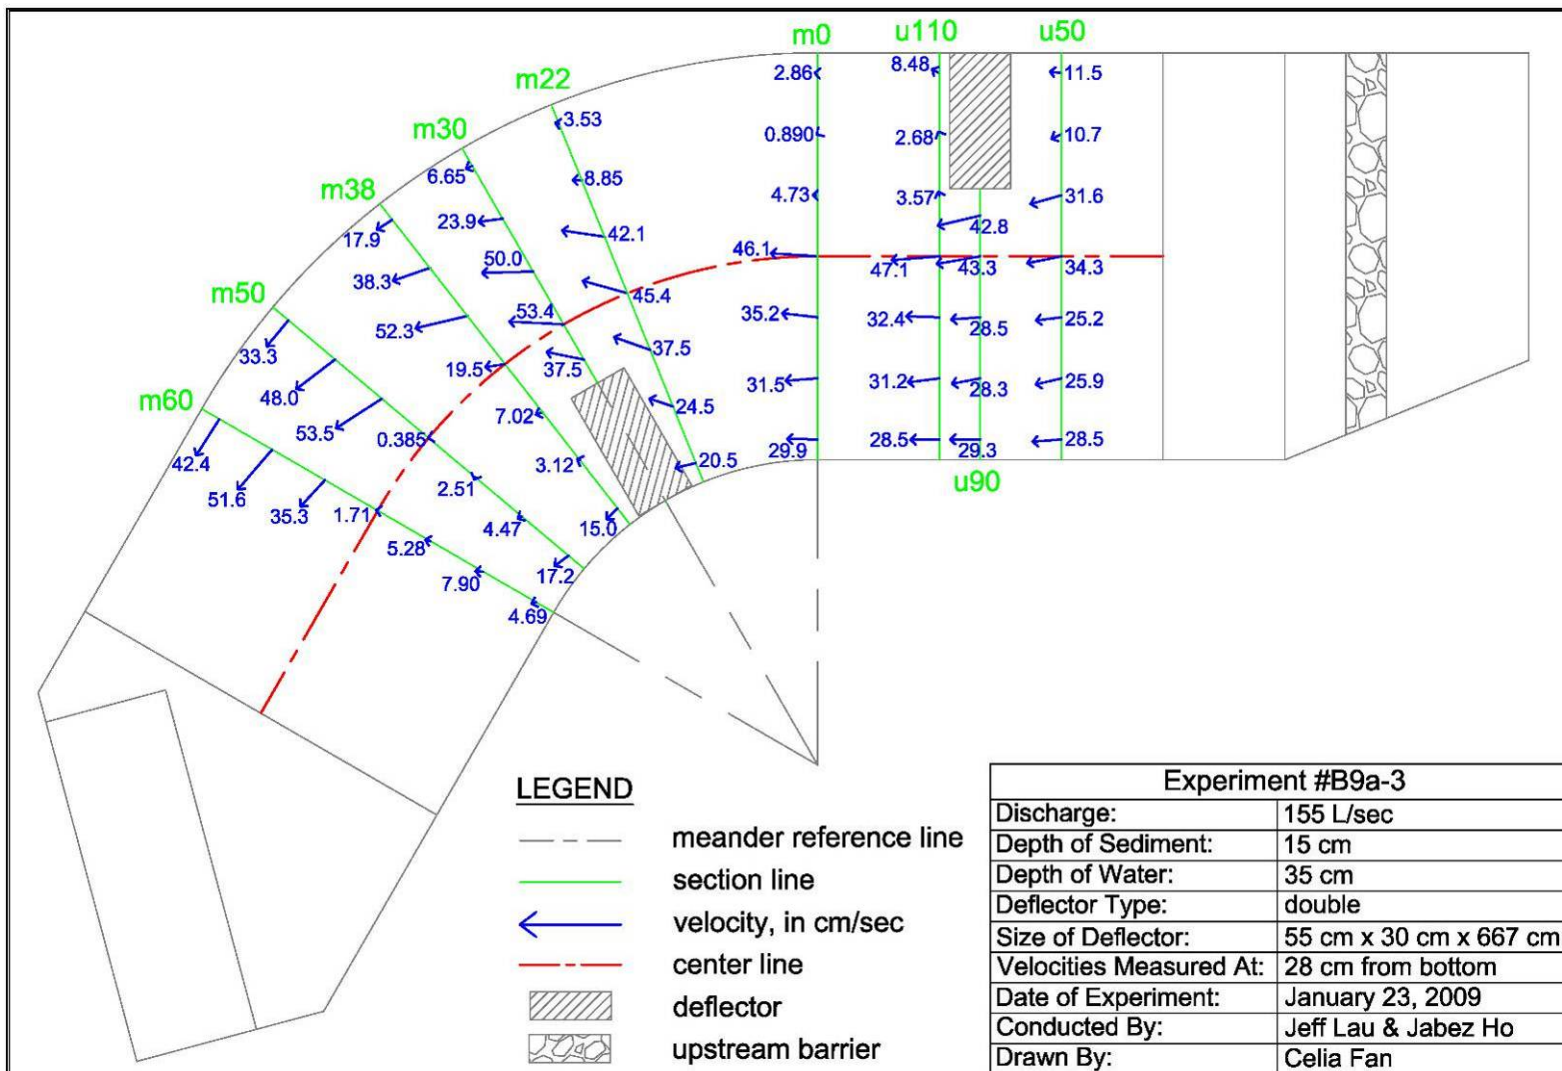 m0 u110 u50
m22
m30
m38
m50
m60
u90
2.86
0.890
4.73
46.1
35.2
31.5
29.9
8.48
2.68
3.57
47.1
32.4
31.2
28.5
42.8
43.3
28.5
28.3
29.3
11.5
10.7
31.6
34.3
25.2
25.9
28.5
3.53
8.85
42.1
45.4
37.5
24.5
20.5
6.65
23.9
50.0
53.4
37.5
17.9
38.3
52.3
19.5
7.02
3.12
15.0
33.3
48.0
53.5
0.385
2.51
4.47
17.2
42.4
51.6
35.3
1.71
5.28
7.90
4.69
LEGEND
meander reference line
section line
velocity, in cm/sec
center line
deflector
upstream barrier
Experiment #B9a-3
Discharge: 155 L/sec
Depth of Sediment: 15 cm
Depth of Water: 35 cm
Deflector Type: double
Size of Deflector: 55 cm x 30 cm x 667 cm
Velocities Measured At: 28 cm from bottom
Date of Experiment: January 23, 2009
Conducted By: Jeff Lau & Jabez Ho
Drawn By: Celia Fan